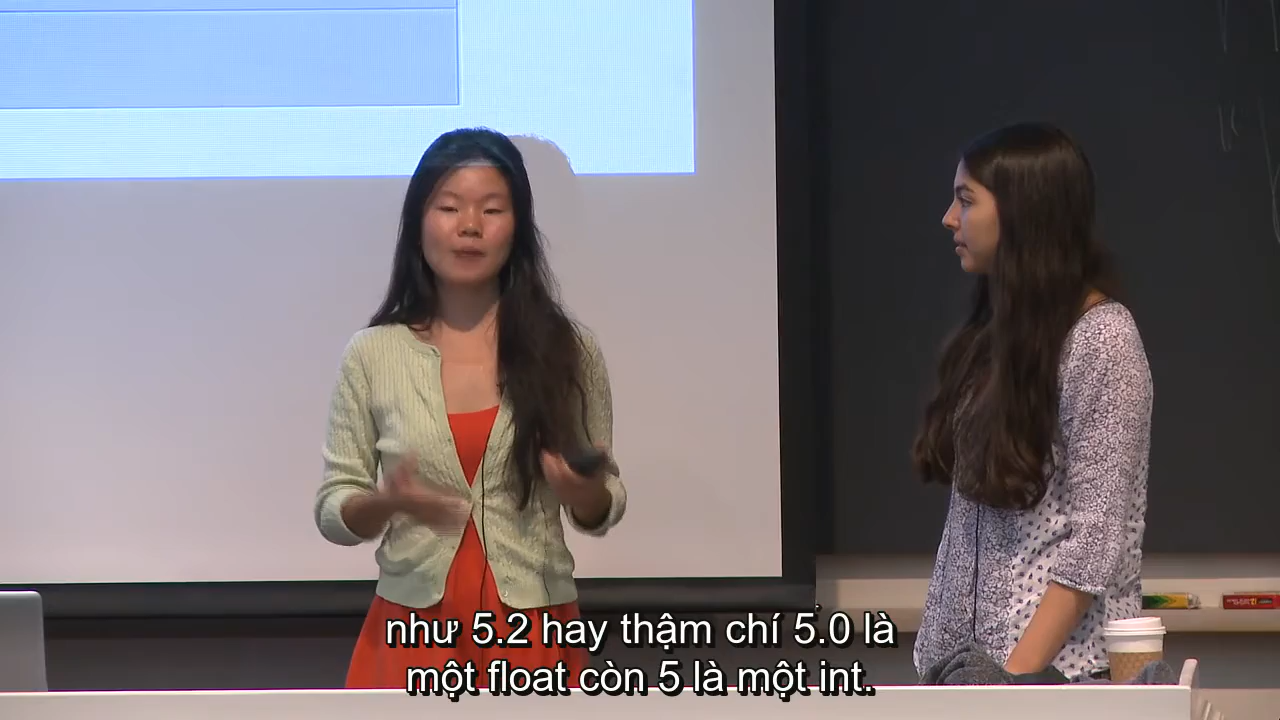 như 5.2 hay thậm chí 5.0 là
một float còn 5 là một int.